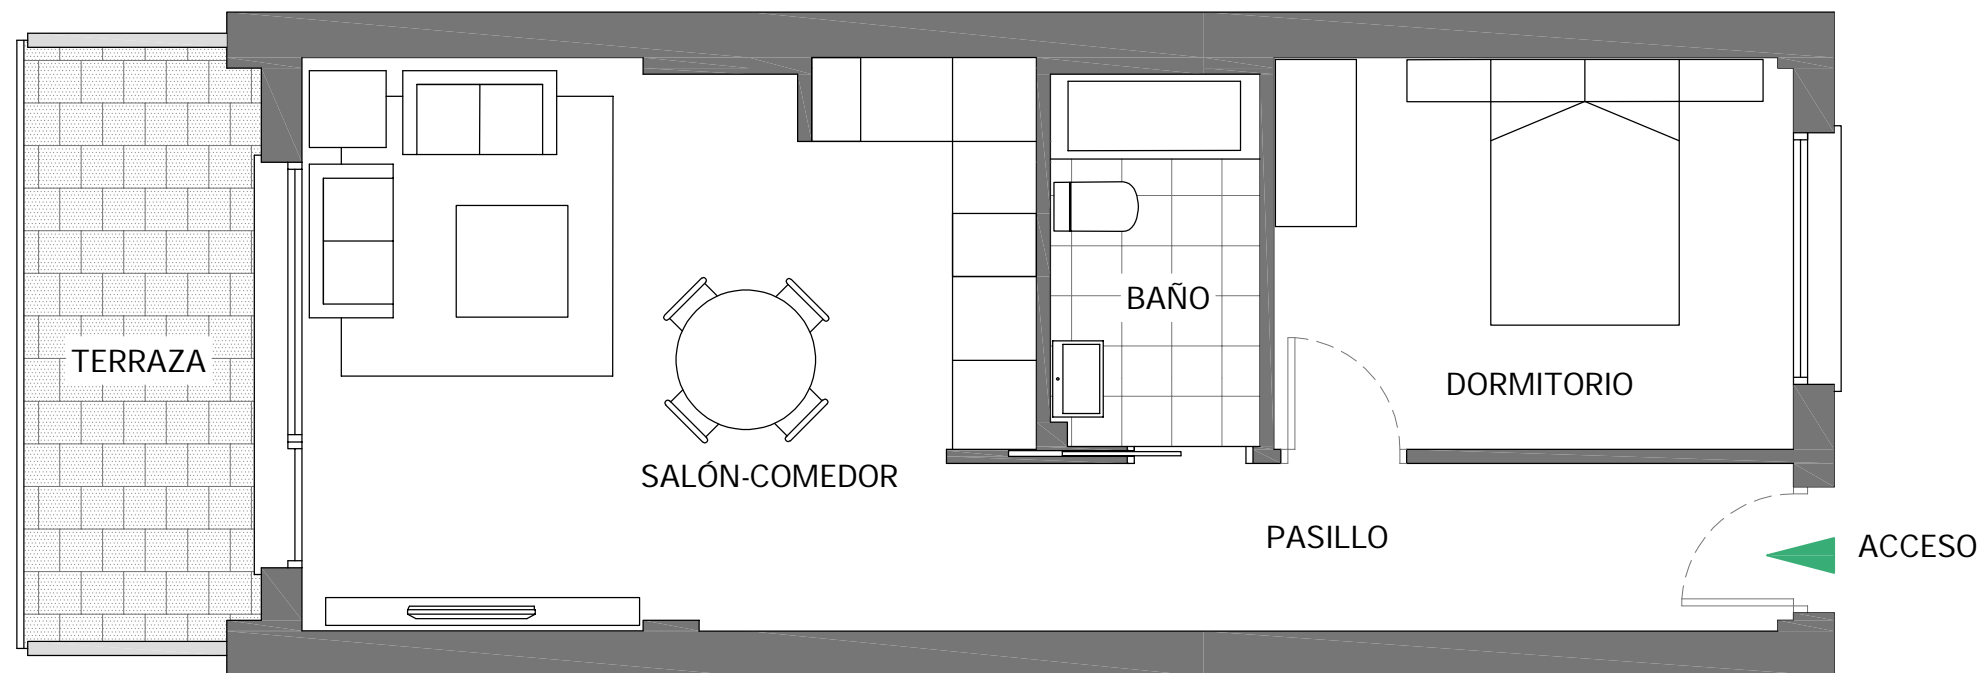 BAÑO
TERRAZA
DORMITORIO
SALÓN-COMEDOR
PASILLO
ACCESO